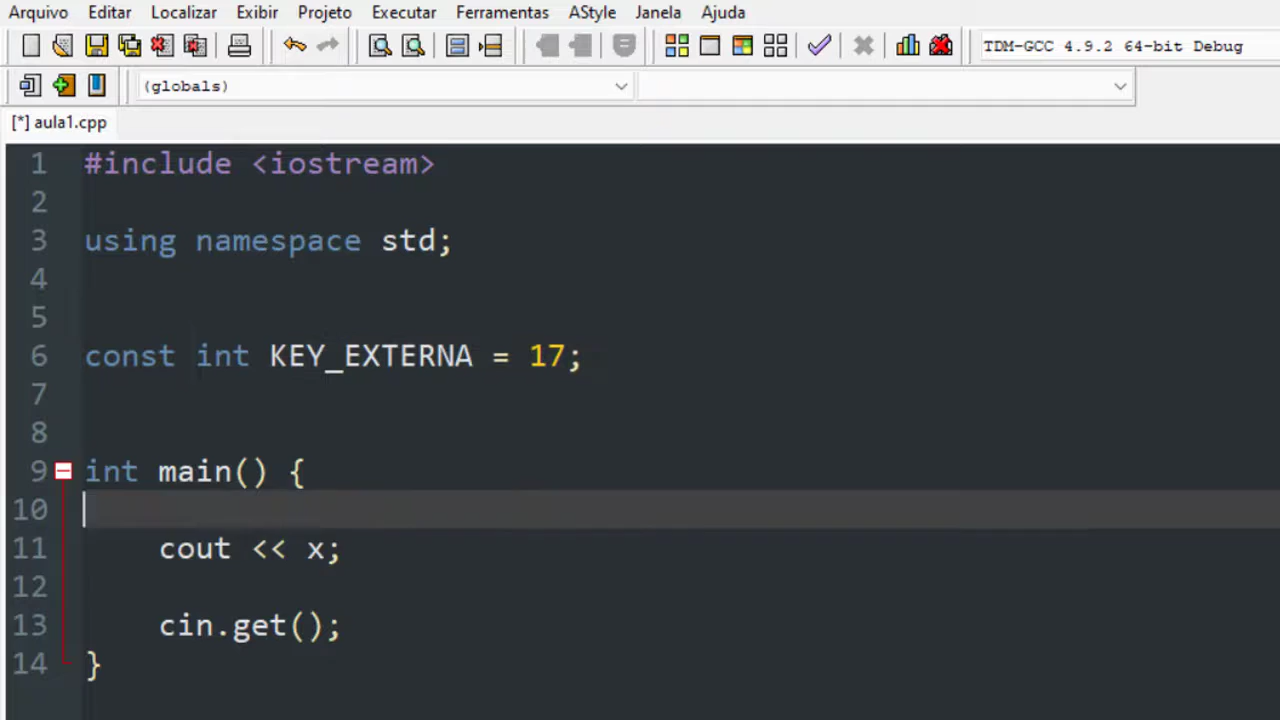 Arquivo Editar Localizar Exibir Projeto Executar Ferramentas AStyle Janela Ajuda
TDM-GCC 4.9.2 64-bit Debug
(globals)
[*] aula1.cpp
1 #include <iostream>
2
3 using namespace std;
4
5
6 const int KEY_EXTERNA = 17;
7
8
9 int main() {
10
11 cout << x;
12
13 cin.get();
14 }